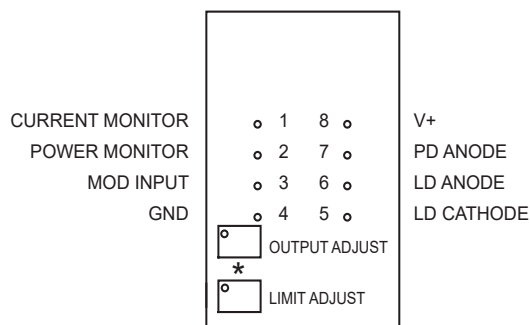 CURRENT MONITOR 1 8 V+
POWER MONITOR 2 7 PD ANODE
MOD INPUT 3 6 LD ANODE
GND 4 5 LD CATHODE
OUTPUT ADJUST
*
LIMIT ADJUST